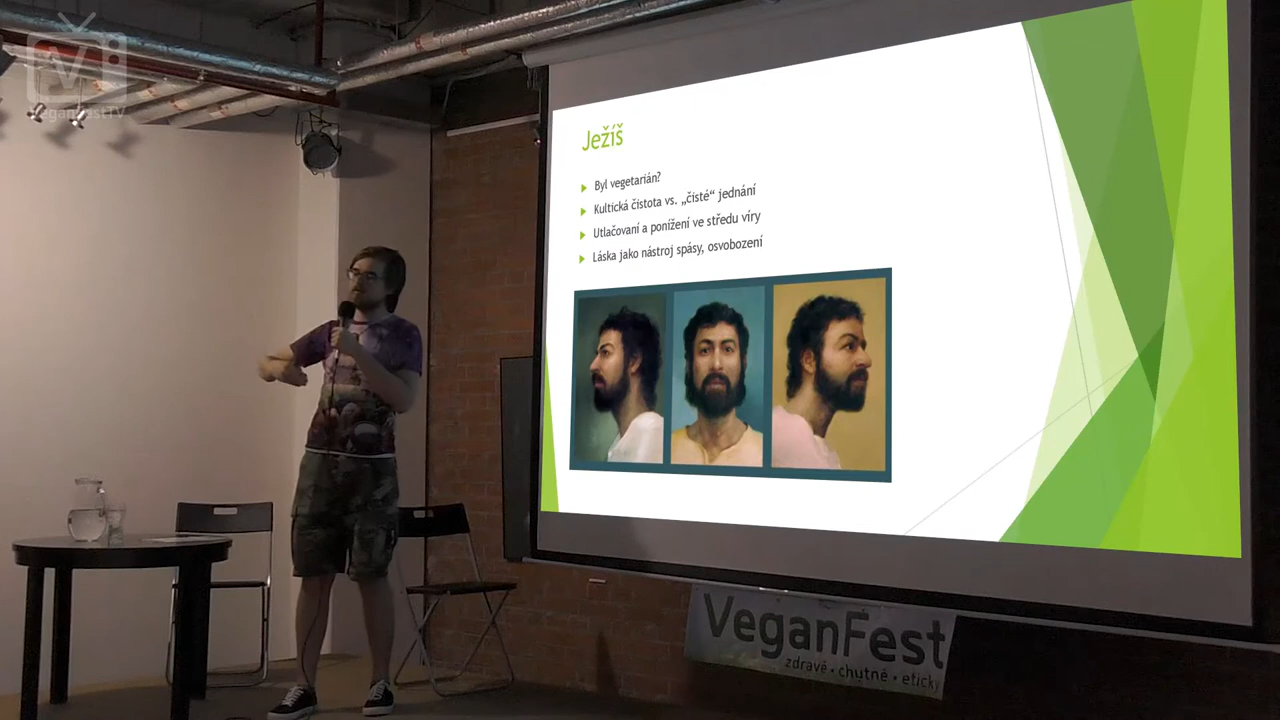 VeganFestTV
Ježíš
Byl vegetarián?
Kultická čistota vs. „čisté“ jednání
Utlačovaní a ponížení ve středu víry
Láska jako nástroj spásy, osvobození
VeganFest
zdravě • chutně • eticky